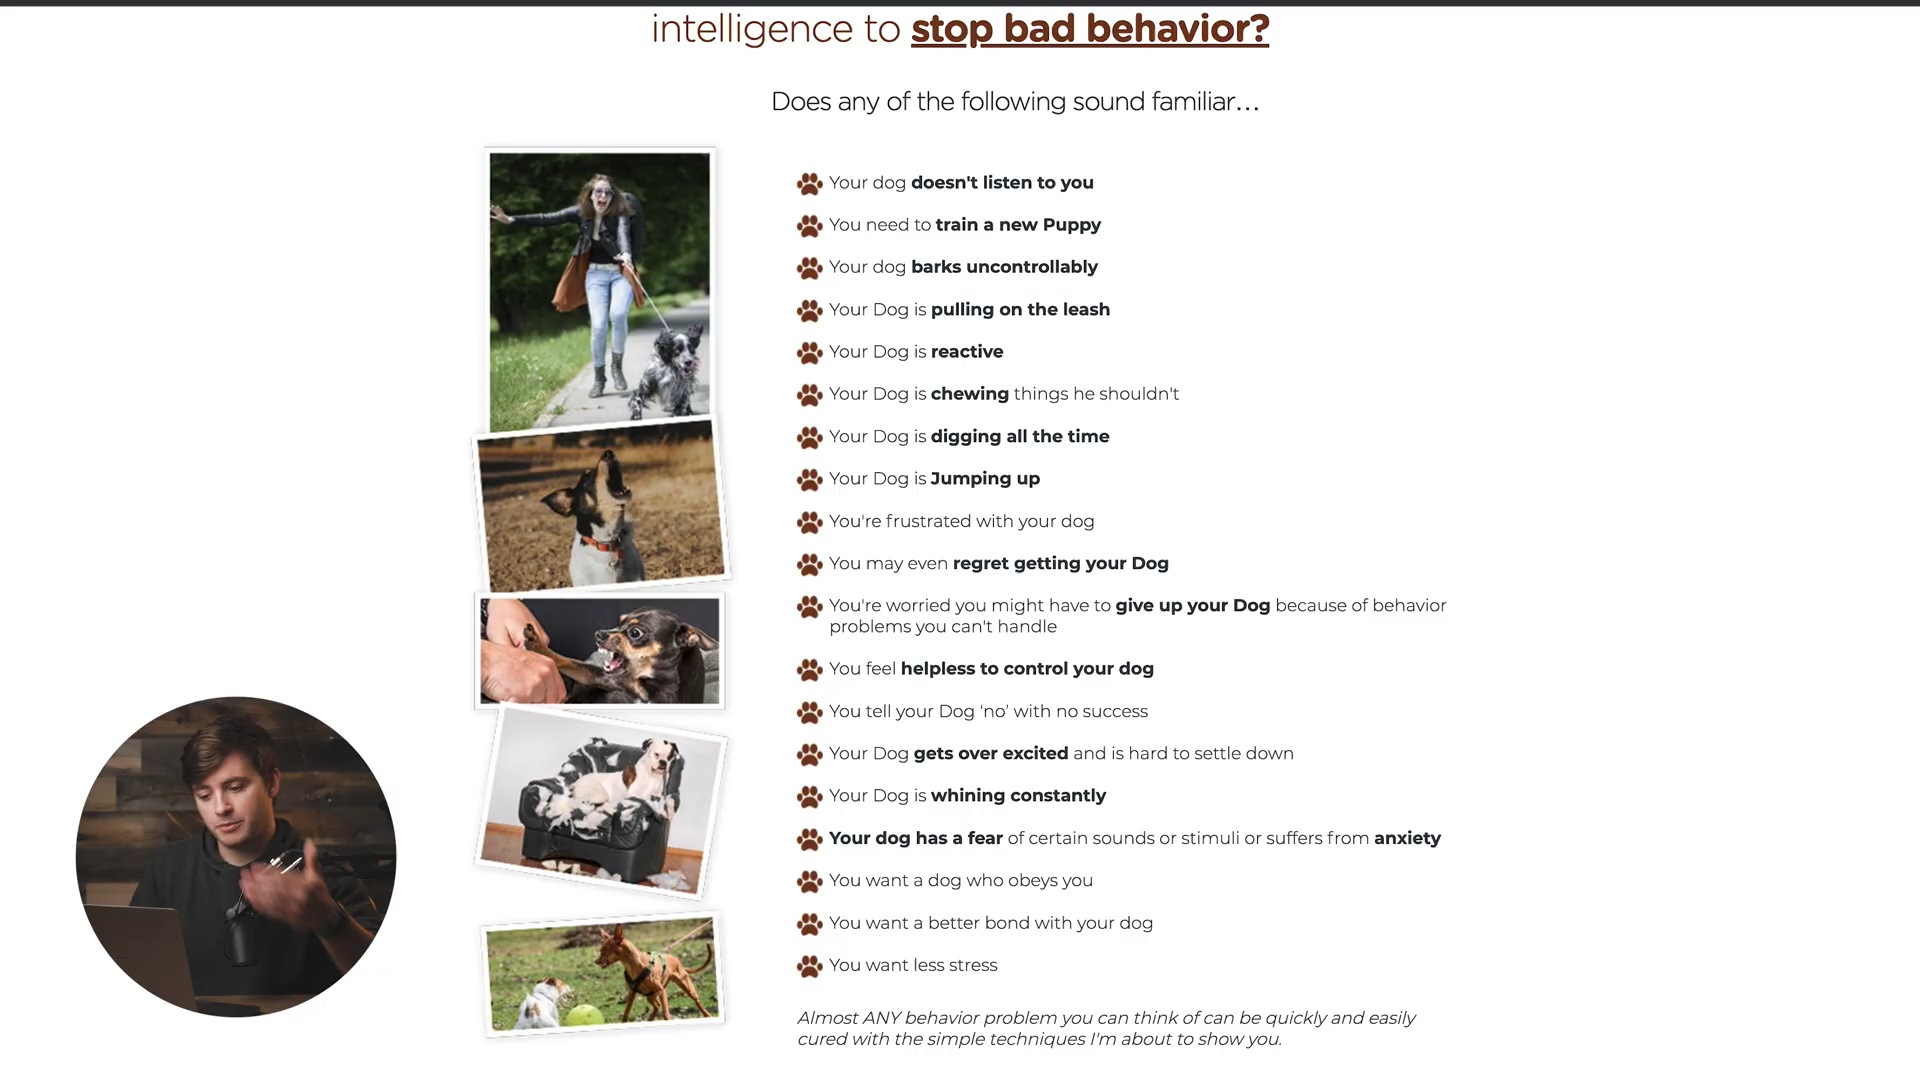 intelligence to stop bad behavior?
Does any of the following sound familiar...
Your dog doesn't listen to you
You need to train a new Puppy
Your dog barks uncontrollably
Your Dog is pulling on the leash
Your Dog is reactive
Your Dog is chewing things he shouldn't
Your Dog is digging all the time
Your Dog is Jumping up
You're frustrated with your dog
You may even regret getting your Dog
You're worried you might have to give up your Dog because of behavior
problems you can't handle
You feel helpless to control your dog
You tell your Dog ‘no’ with no success
Your Dog gets over excited and is hard to settle down
Your Dog is whining constantly
Your dog has a fear of certain sounds or stimuli or suffers from anxiety
You want a dog who obeys you
You want a better bond with your dog
You want less stress
Almost ANY behavior problem you can think of can be quickly and easily
cured with the simple techniques I'm about to show you.